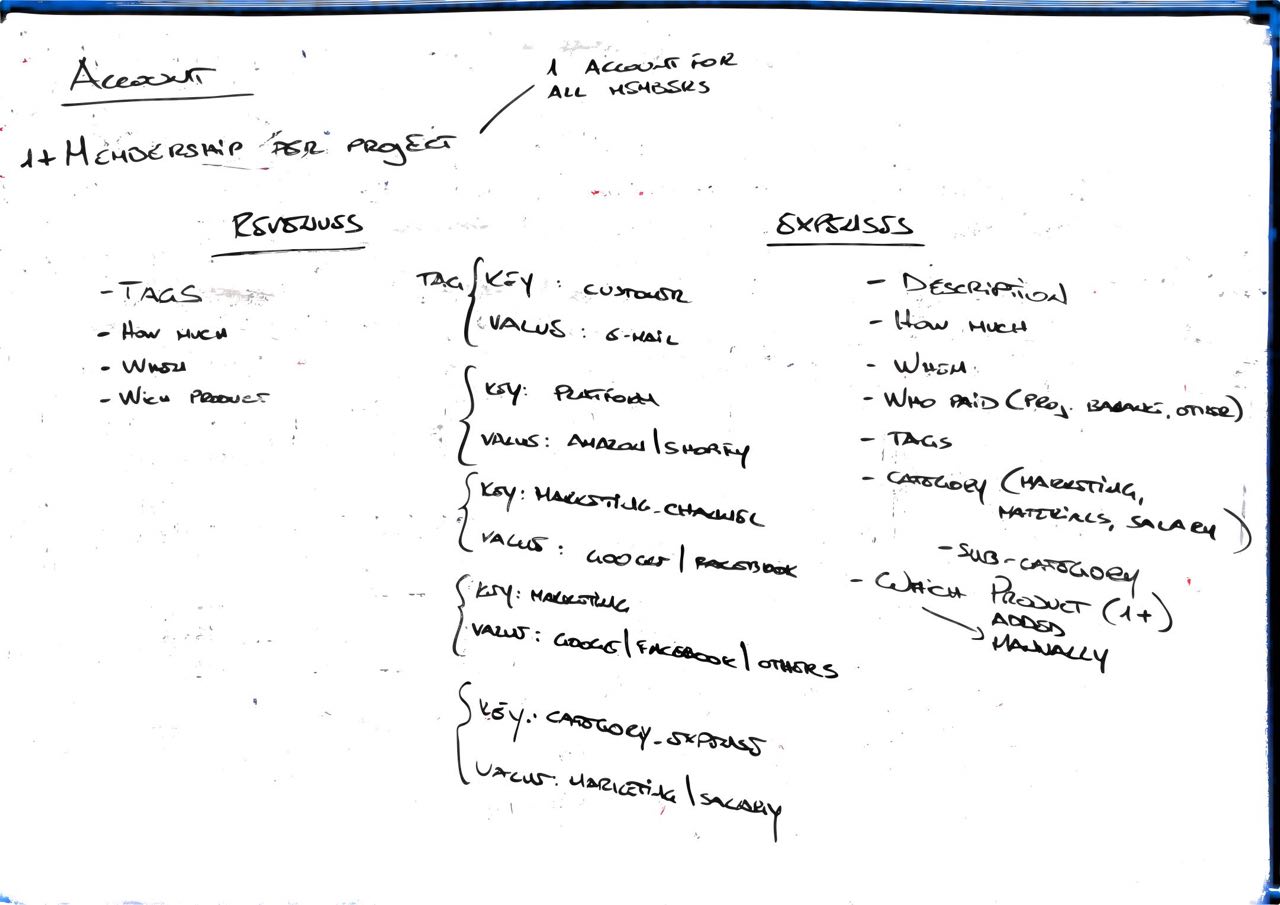 ACCOUNT
1 ACCOUNT FOR
ALL MEMBERS
1+ MEMBERSHIP PER PROJECT
REVENUES
- TAGS
- HOW MUCH
- WHEN
- WICH PRODUCT
TAG { KEY : CUSTOMER
VALUE : E-MAIL
{ KEY: PLATFORM
VALUE: AMAZON | SHOPIFY
{ KEY: MARKETING_CHANNEL
VALUE : GOOGLE | FACEBOOK
{ KEY: MARKETING
VALUE : GOOGLE | FACEBOOK | OTHERS
{ KEY: CATEGORY_EXPENSE
VALUE: MARKETING | SALARY
EXPENSES
- DESCRIPTION
- HOW MUCH
- WHEN
- WHO PAID (PROJ. BALANCE, OTHER)
- TAGS
- CATEGORY (MARKETING,
MATERIALS, SALARY)
- SUB-CATEGORY
- WHICH PRODUCT (1+)
ADDED
MANUALLY